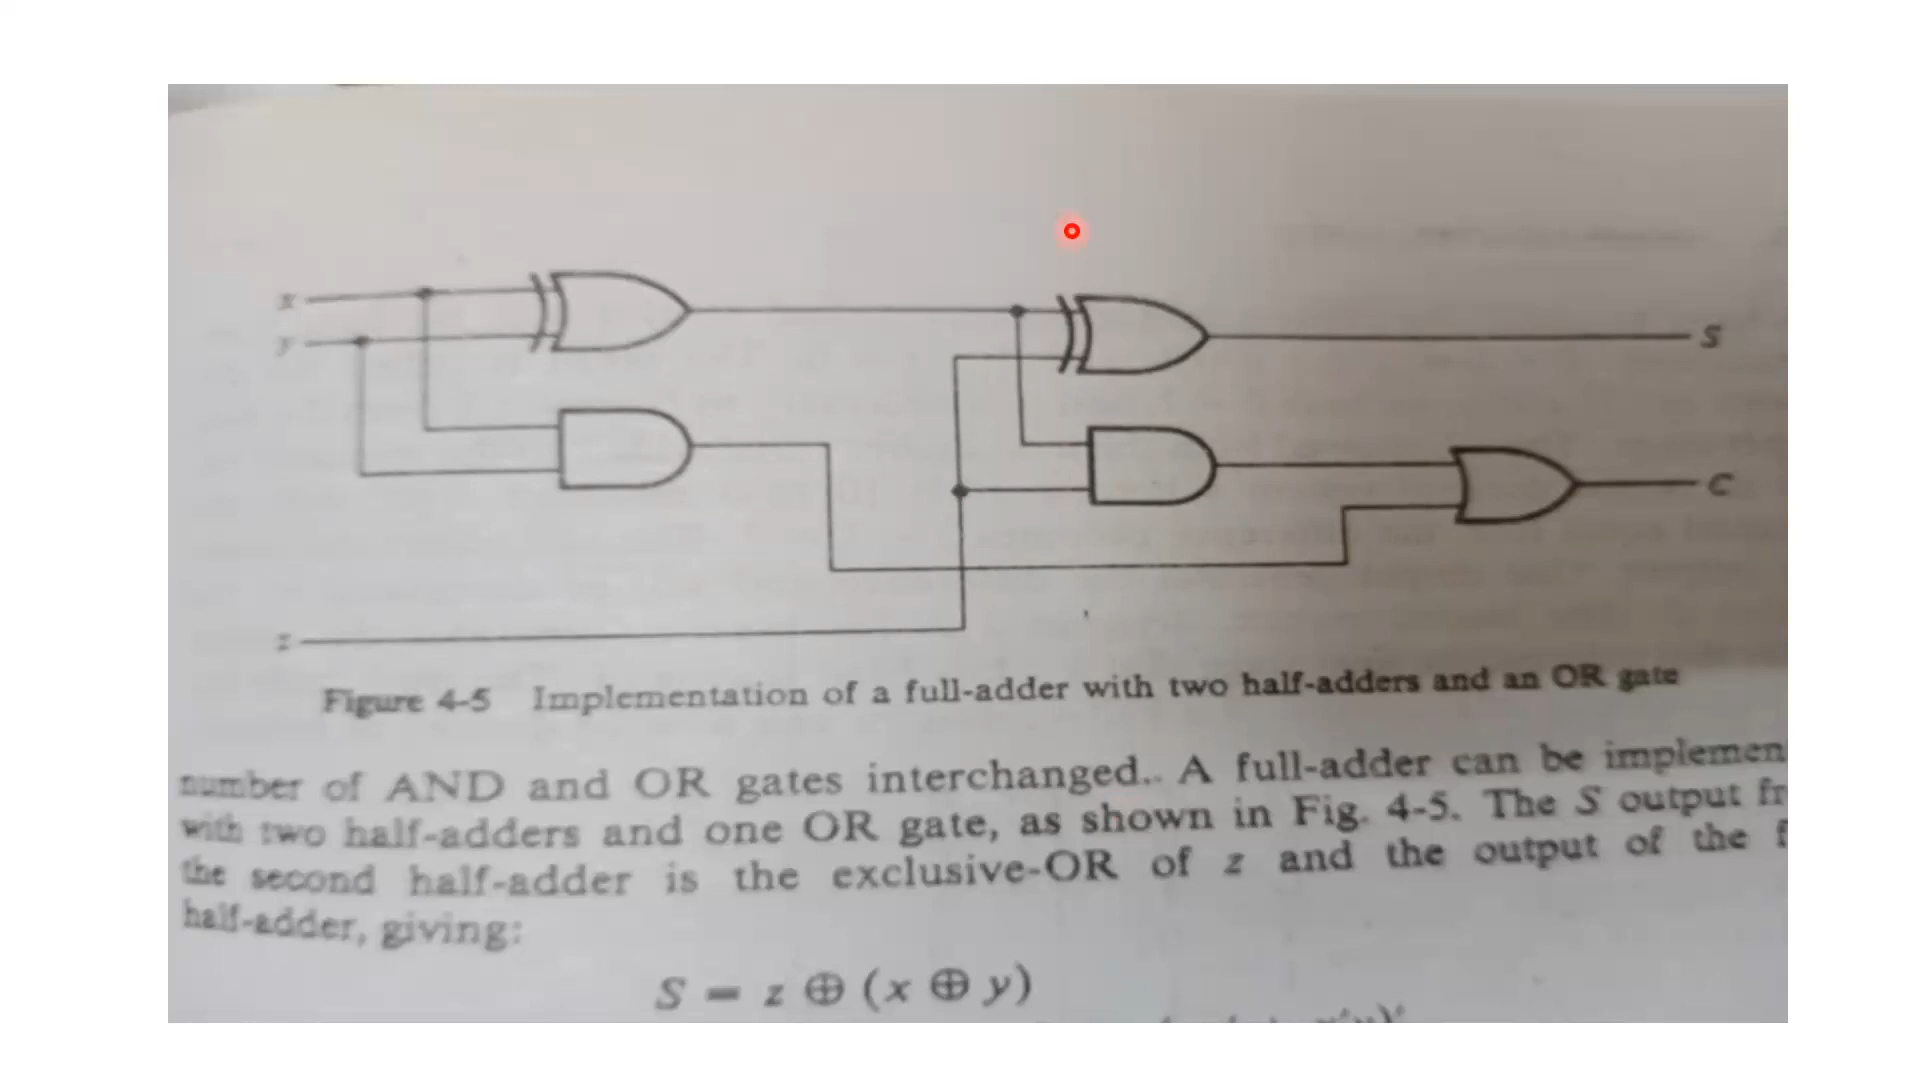 x
y
S
C
z
Figure 4-5 Implementation of a full-adder with two half-adders and an OR gate
number of AND and OR gates interchanged.. A full-adder can be implemen
with two half-adders and one OR gate, as shown in Fig. 4-5. The S output fr
the second half-adder is the exclusive-OR of z and the output of the f
half-adder, giving:
S = z ⊕ (x ⊕ y)